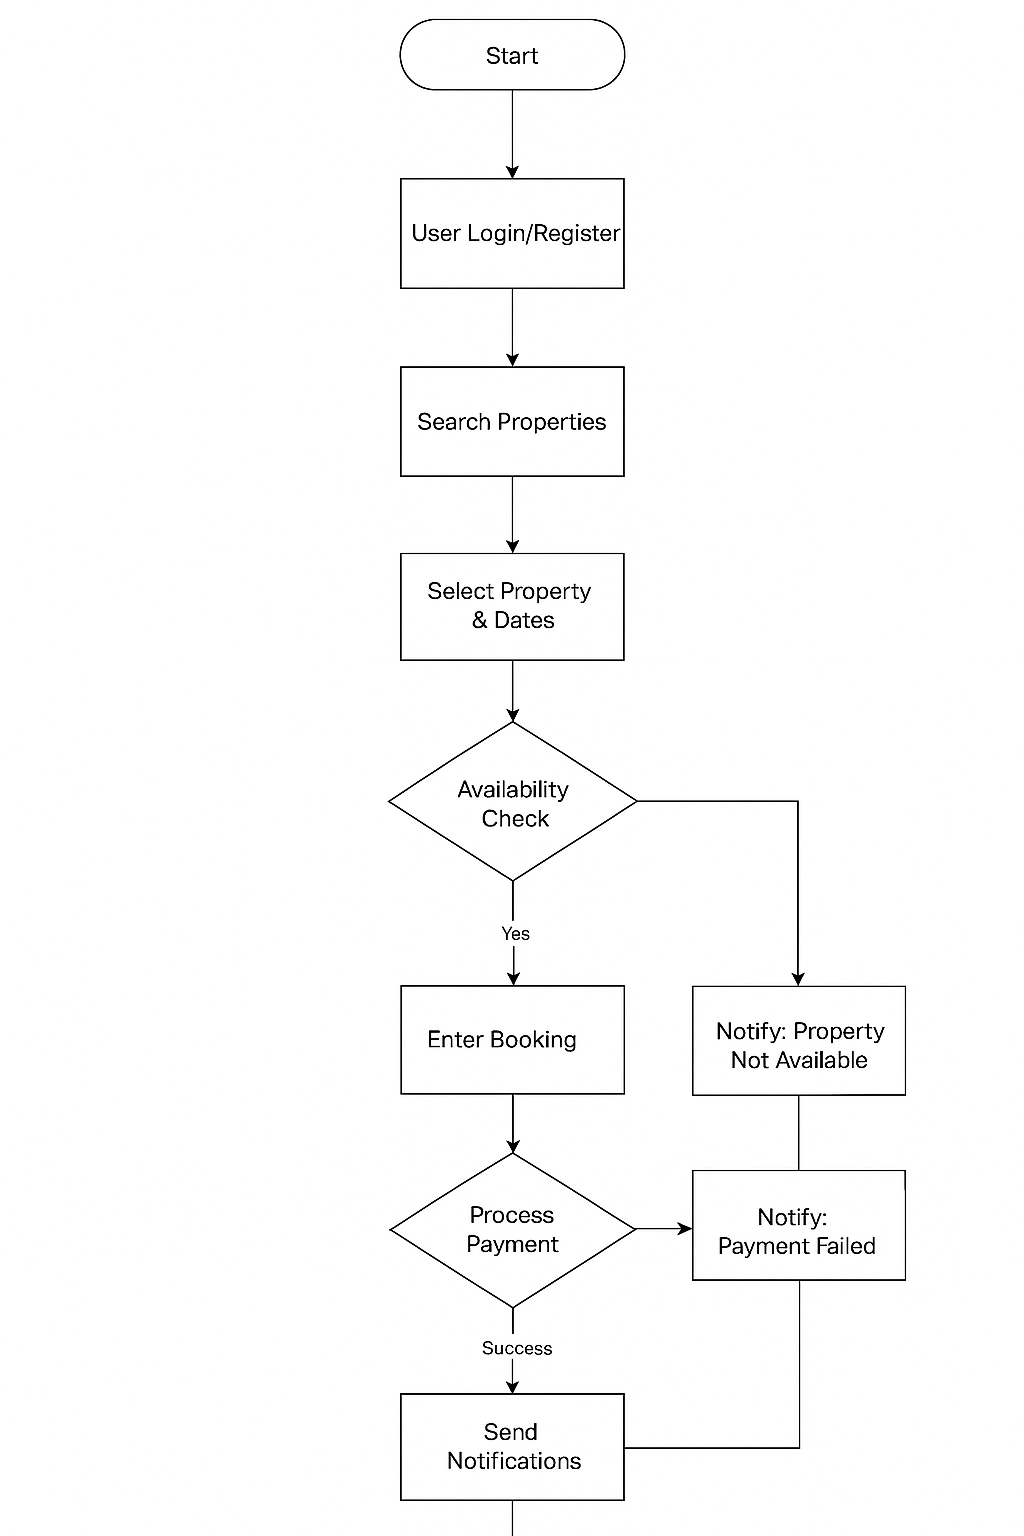 Start
User Login/Register
Search Properties
Select Property
& Dates
Availability
Check
Yes
Enter Booking
Notify: Property
Not Available
Process
Payment
Notify:
Payment Failed
Success
Send
Notifications